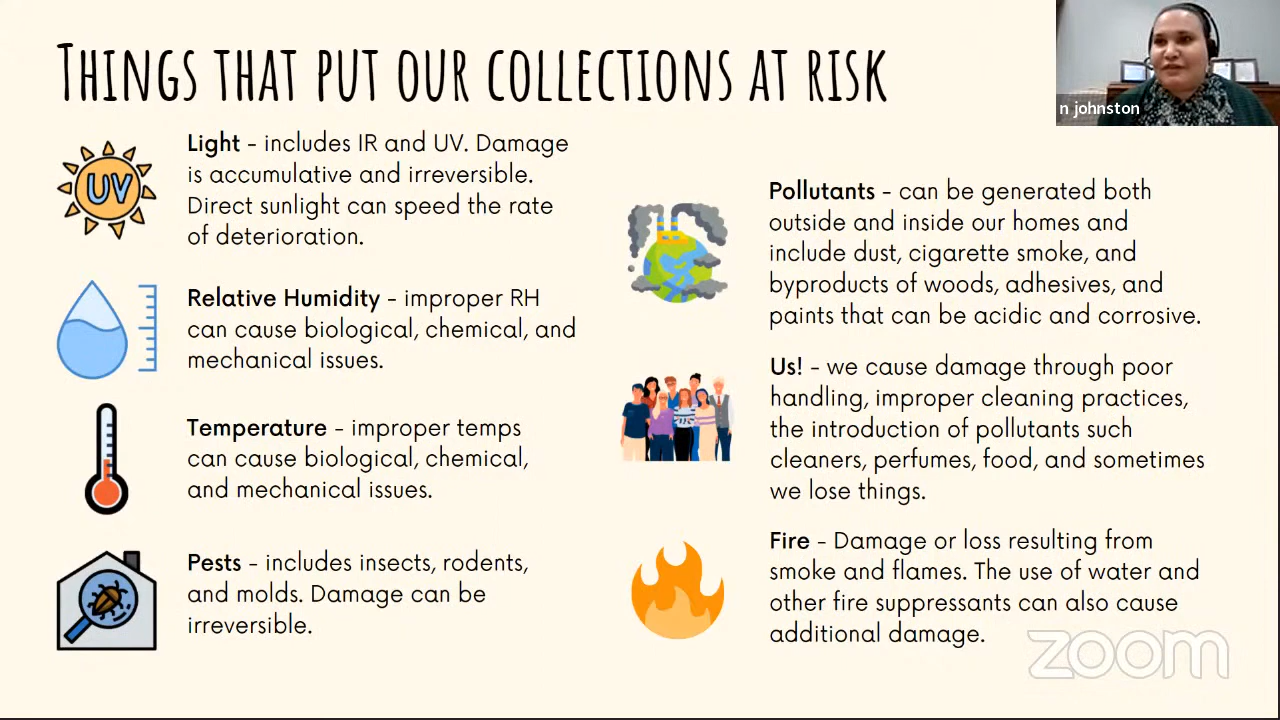 THINGS THAT PUT OUR COLLECTIONS AT RISK
n johnston
UV
Light - includes IR and UV. Damage
is accumulative and irreversible.
Direct sunlight can speed the rate
of deterioration.
Relative Humidity - improper RH
can cause biological, chemical, and
mechanical issues.
Temperature - improper temps
can cause biological, chemical,
and mechanical issues.
Pests - includes insects, rodents,
and molds. Damage can be
irreversible.
Pollutants - can be generated both
outside and inside our homes and
include dust, cigarette smoke, and
byproducts of woods, adhesives, and
paints that can be acidic and corrosive.
Us! - we cause damage through poor
handling, improper cleaning practices,
the introduction of pollutants such
cleaners, perfumes, food, and sometimes
we lose things.
Fire - Damage or loss resulting from
smoke and flames. The use of water and
other fire suppressants can also cause
additional damage.
zoom